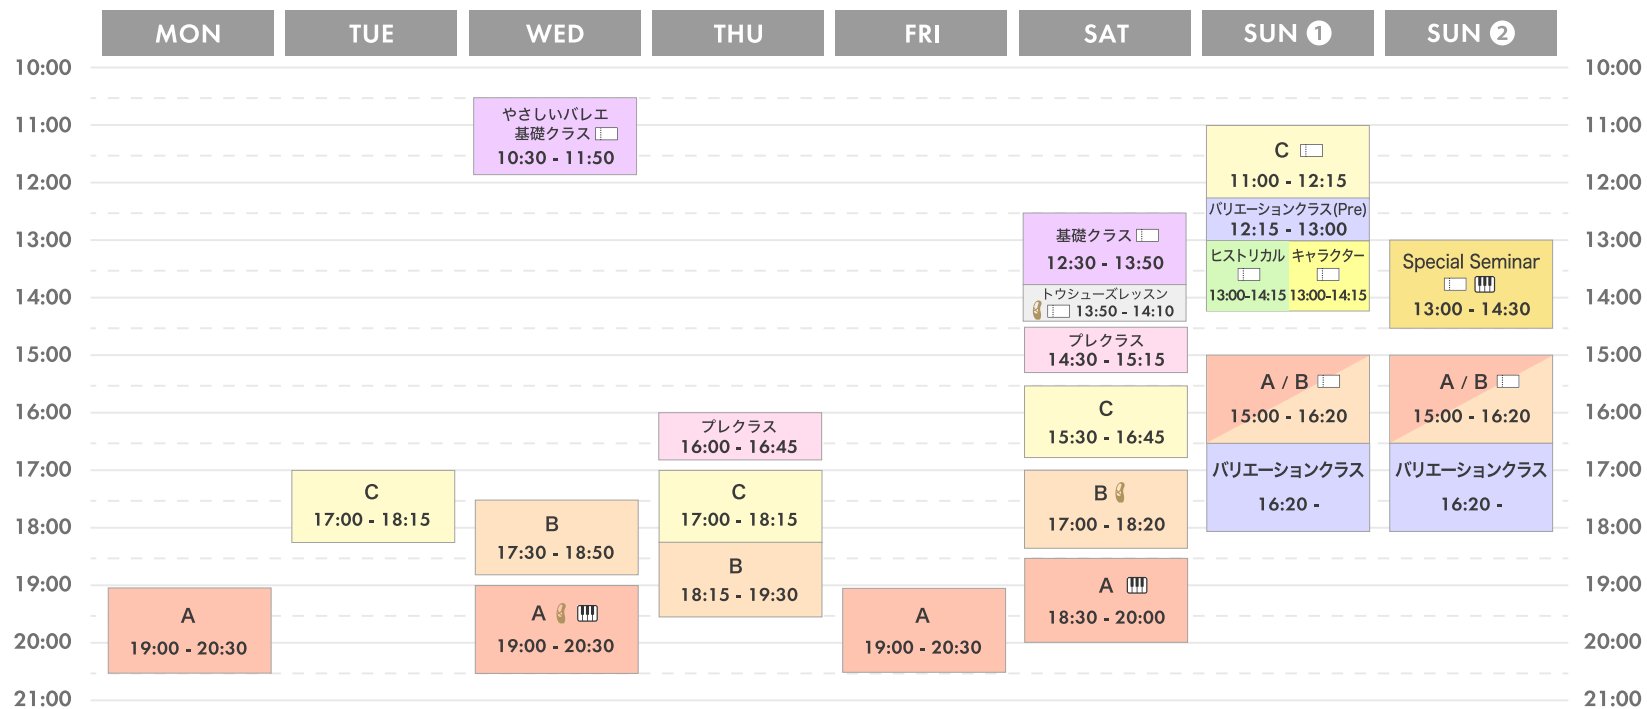 MON
TUE
WED
THU
FRI
SAT
SUN ❶
SUN ❷
10:00
10:00
11:00
11:00
12:00
12:00
13:00
13:00
14:00
14:00
15:00
15:00
16:00
16:00
17:00
17:00
18:00
18:00
19:00
19:00
20:00
20:00
21:00
21:00
A
19:00 - 20:30
C
17:00 - 18:15
やさしいバレエ
基礎クラス
10:30 - 11:50
B
17:30 - 18:50
A
19:00 - 20:30
プレクラス
16:00 - 16:45
C
17:00 - 18:15
B
18:15 - 19:30
A
19:00 - 20:30
基礎クラス
12:30 - 13:50
トウシューズレッスン
13:50 - 14:10
プレクラス
14:30 - 15:15
C
15:30 - 16:45
B
17:00 - 18:20
A
18:30 - 20:00
C
11:00 - 12:15
バリエーションクラス(Pre)
12:15 - 13:00
ヒストリカル
13:00-14:15
キャラクター
13:00-14:15
A / B
15:00 - 16:20
バリエーションクラス
16:20 -
Special Seminar
13:00 - 14:30
A / B
15:00 - 16:20
バリエーションクラス
16:20 -